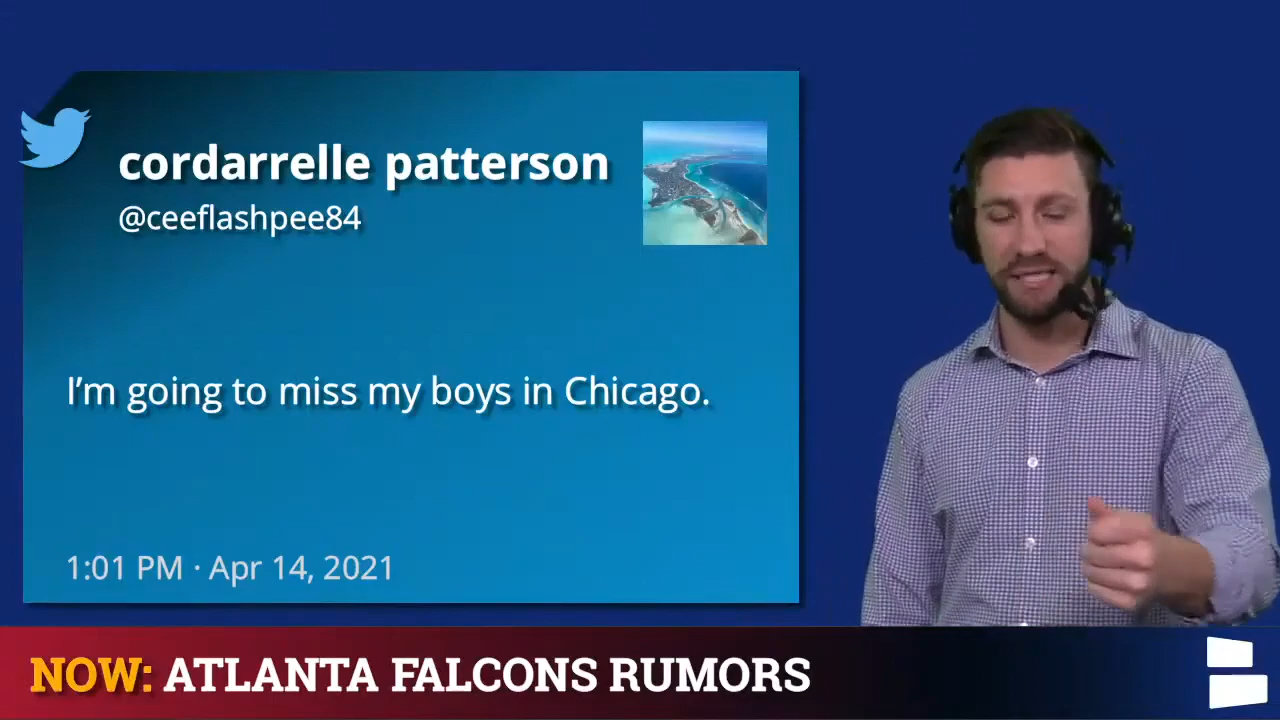 cordarrelle patterson
@ceeflashpee84
I'm going to miss my boys in Chicago.
1:01 PM · Apr 14, 2021
NOW: ATLANTA FALCONS RUMORS